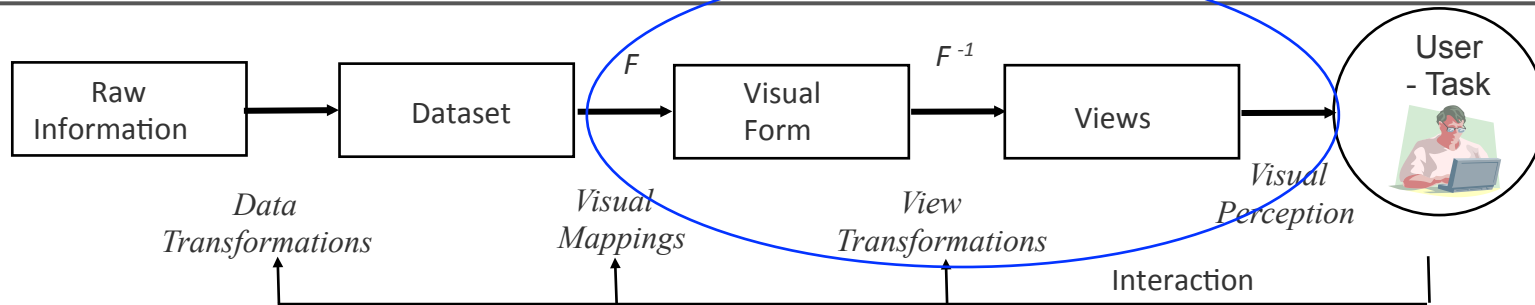 Raw
Information
Dataset
F
Visual
Form
F -1
Views
User
- Task
Data
Transformations
Visual
Mappings
View
Transformations
Visual
Perception
Interaction